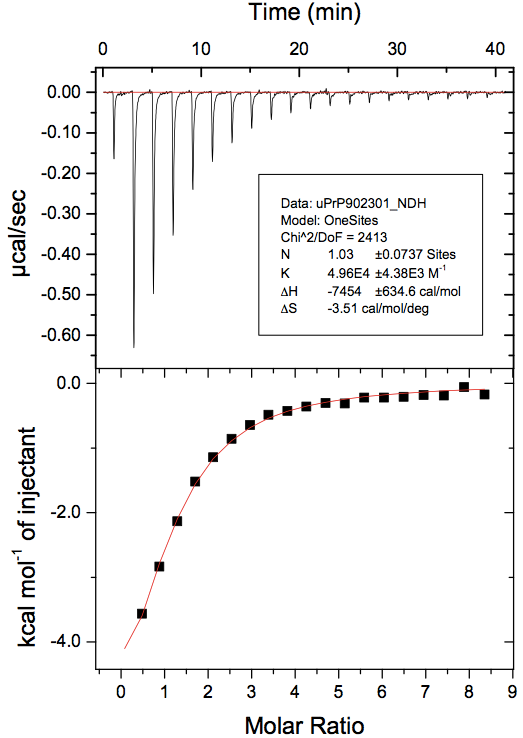 Time (min)
0 10 20 30 40
0.00
-0.10
-0.20
-0.30
-0.40
-0.50
-0.60
µcal/sec
Data: uPrP902301_NDH
Model: OneSites
Chi^2/DoF = 2413
N 1.03 ±0.0737 Sites
K 4.96E4 ±4.38E3 M⁻¹
ΔH -7454 ±634.6 cal/mol
ΔS -3.51 cal/mol/deg
0.0
-2.0
-4.0
kcal mol⁻¹ of injectant
0 1 2 3 4 5 6 7 8 9
Molar Ratio